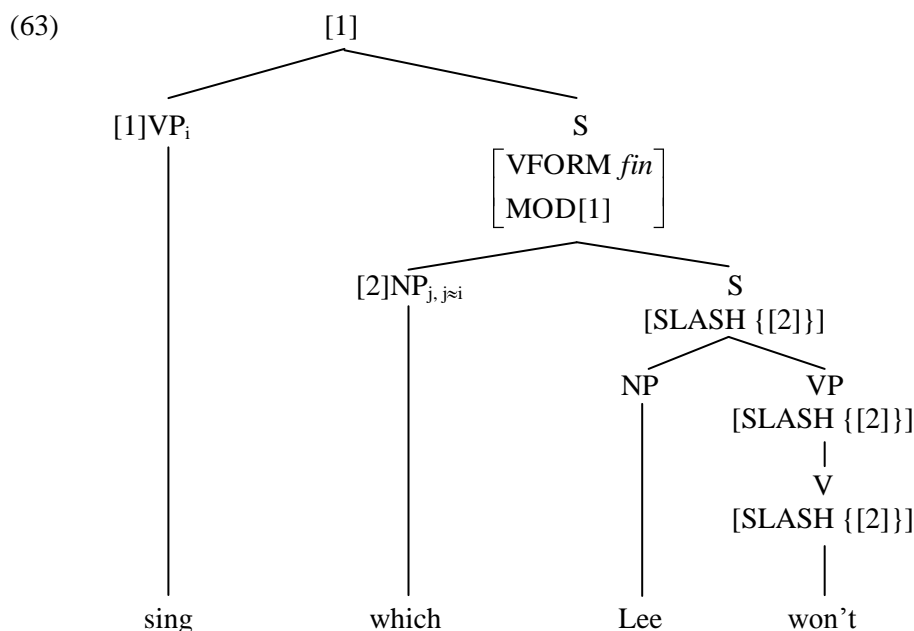 (63) [1]
[1]VPᵢ S
VFORM fin
MOD[1]
[2]NPⱼ, ⱼ≈ᵢ S
[SLASH {[2]}]
NP VP
[SLASH {[2]}]
V
[SLASH {[2]}]
sing which Lee won't